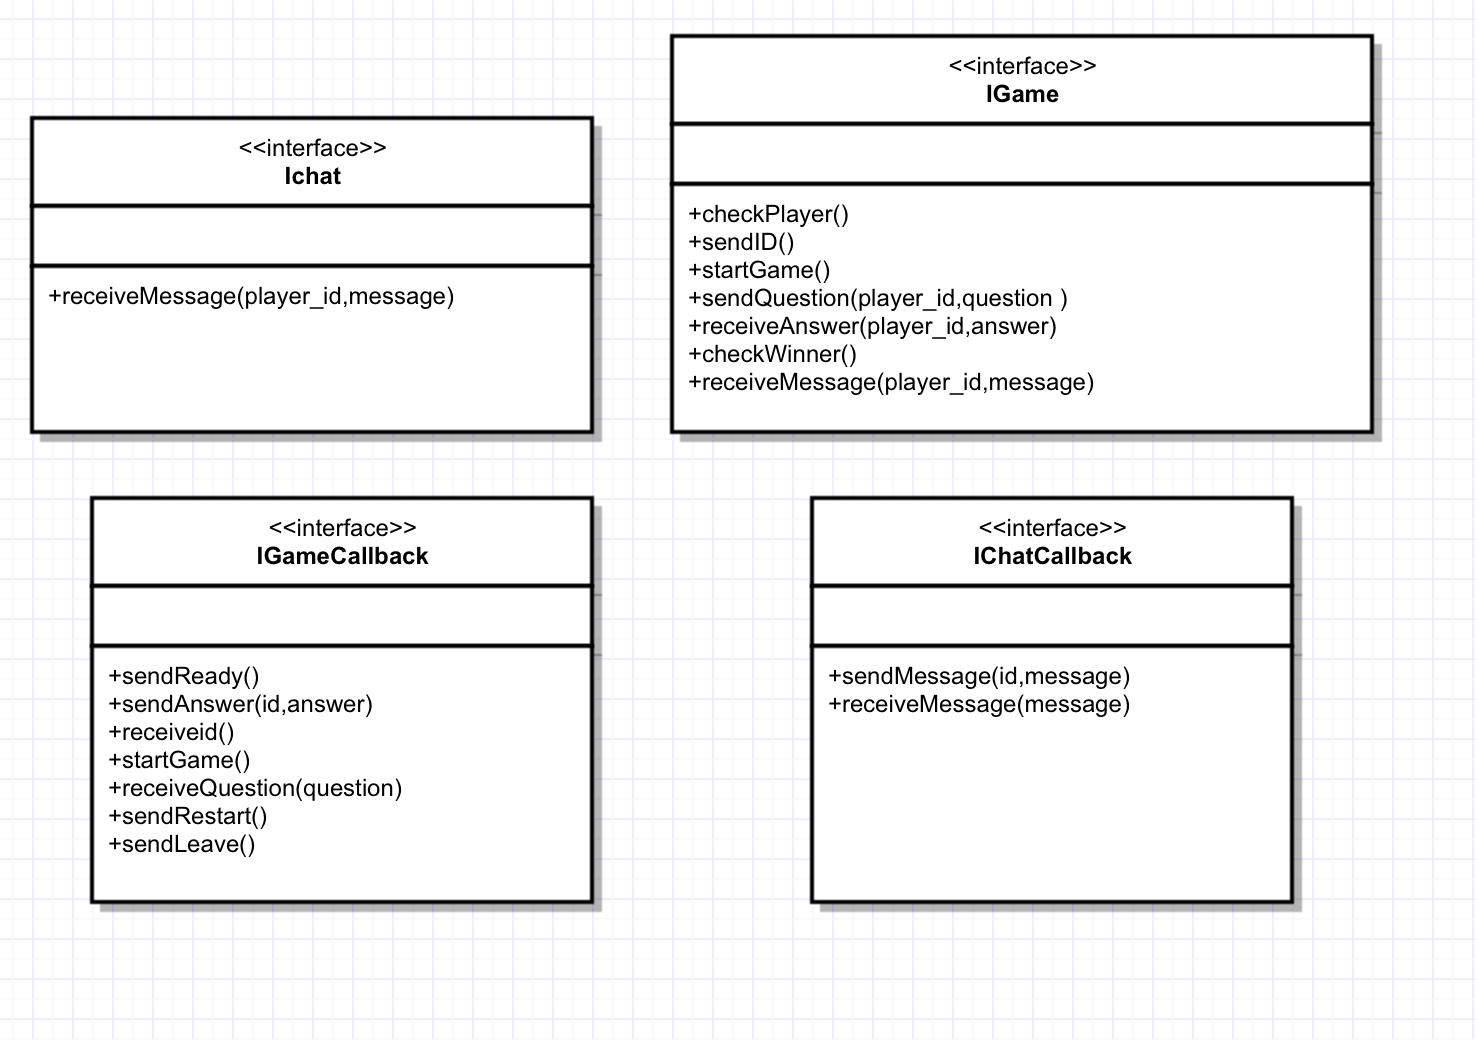 <<interface>>
Ichat
+receiveMessage(player_id,message)
<<interface>>
IGame
+checkPlayer()
+sendID()
+startGame()
+sendQuestion(player_id,question )
+receiveAnswer(player_id,answer)
+checkWinner()
+receiveMessage(player_id,message)
<<interface>>
IGameCallback
+sendReady()
+sendAnswer(id,answer)
+receiveid()
+startGame()
+receiveQuestion(question)
+sendRestart()
+sendLeave()
<<interface>>
IChatCallback
+sendMessage(id,message)
+receiveMessage(message)